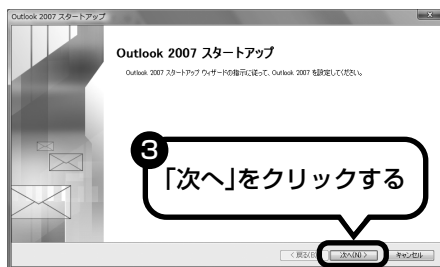 Outlook 2007 スタートアップ
Outlook 2007 スタートアップ
Outlook 2007 スタートアップ ウィザードの指示に従って、Outlook 2007 を設定してください。
3
「次へ」をクリックする
< 戻る(B) 次へ(N) > キャンセル